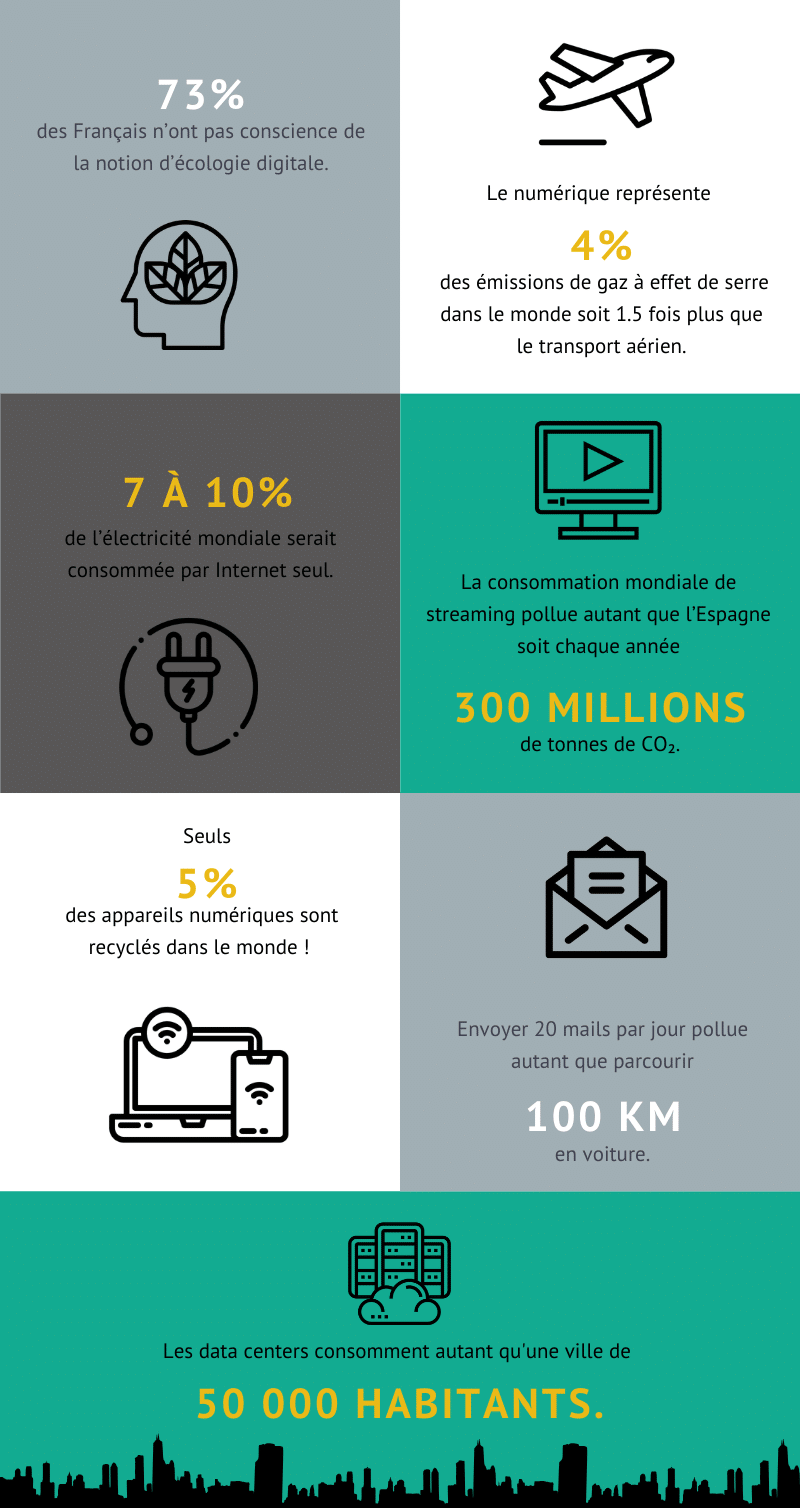 73%
des Français n’ont pas conscience de
la notion d’écologie digitale.
Le numérique représente
4%
des émissions de gaz à effet de serre
dans le monde soit 1.5 fois plus que
le transport aérien.
7 À 10%
de l’électricité mondiale serait
consommée par Internet seul.
La consommation mondiale de
streaming pollue autant que l’Espagne
soit chaque année
300 MILLIONS
de tonnes de CO₂.
Seuls
5%
des appareils numériques sont
recyclés dans le monde !
Envoyer 20 mails par jour pollue
autant que parcourir
100 KM
en voiture.
Les data centers consomment autant qu'une ville de
50 000 HABITANTS.